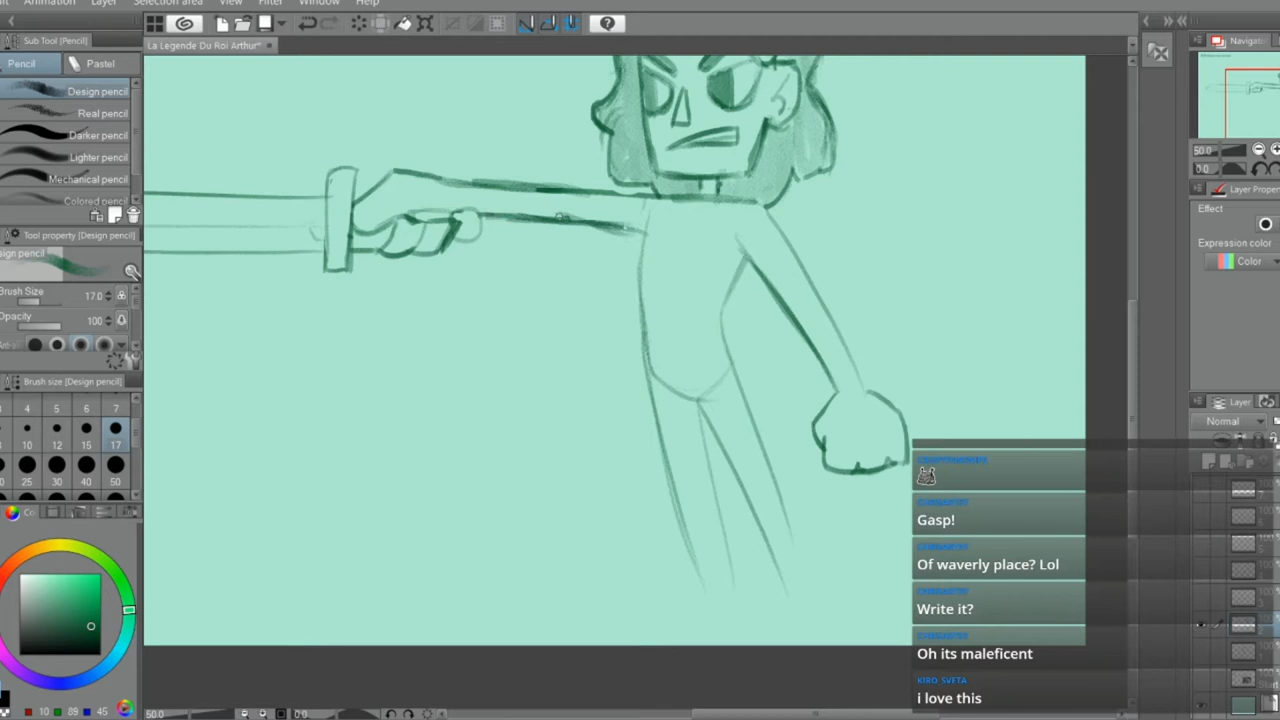 Animation Layer Selection area View Filter Window Help
La Legende Du Roi Arthur*
Sub Tool [Pencil]
Navigator
Pencil Pastel
Design pencil
Real pencil
Darker pencil
Lighter pencil
Mechanical pencil
Colored pencil
50.0
0.0
Layer Property
Effect
Expression color
Color
Tool property [Design pencil]
Brush Size 17.0
Opacity 100
Brush size [Design pencil]
4 5 6 7
10 12 15 17
25 30 40 50
Layer
Normal
Gasp!
Of waverly place? Lol
Write it?
Oh its maleficent
KIRO_SVETA
i love this
10 89 45
50.0 0.0